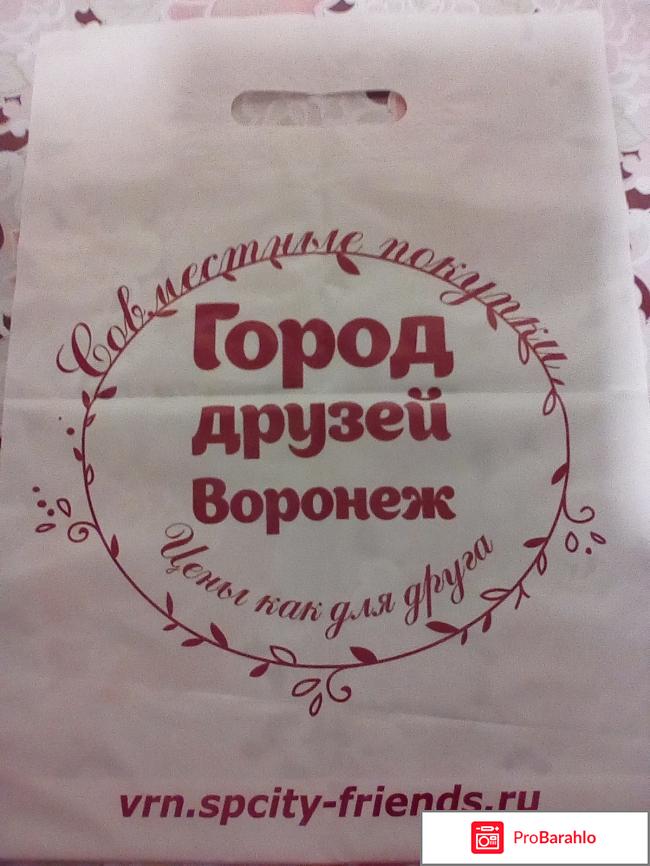 Совместные покупки
Город
друзей
Воронеж
Цены как для друга
vrn.spcity-friends.ru
ProBarahlo